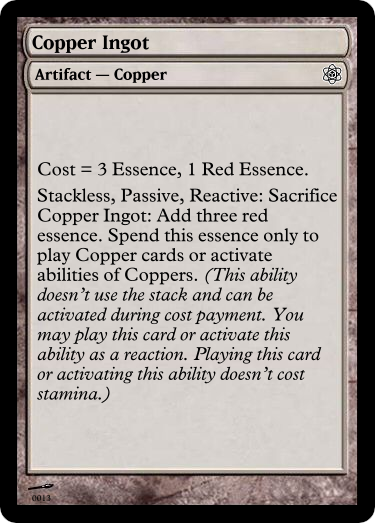 Copper Ingot
Artifact — Copper
Cost = 3 Essence, 1 Red Essence.
Stackless, Passive, Reactive: Sacrifice
Copper Ingot: Add three red
essence. Spend this essence only to
play Copper cards or activate
abilities of Coppers. (This ability
doesn't use the stack and can be
activated during cost payment. You
may play this card or activate this
ability as a reaction. Playing this card
or activating this ability doesn't cost
stamina.)
0013